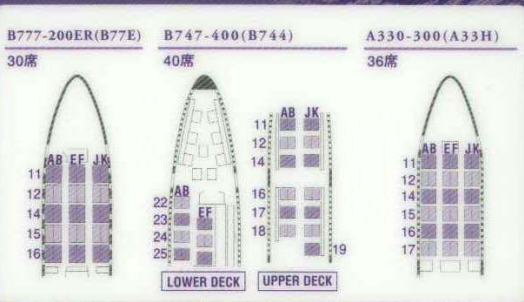 B777-200ER(B77E)
30席
AB EF JK
11
12
14
15
16
B747-400(B744)
40席
AB
EF
22
23
24
25
LOWER DECK
AB JK
11
12
14
16
17
18
19
UPPER DECK
A330-300(A33H)
36席
AB EF JK
11
12
14
15
16
17